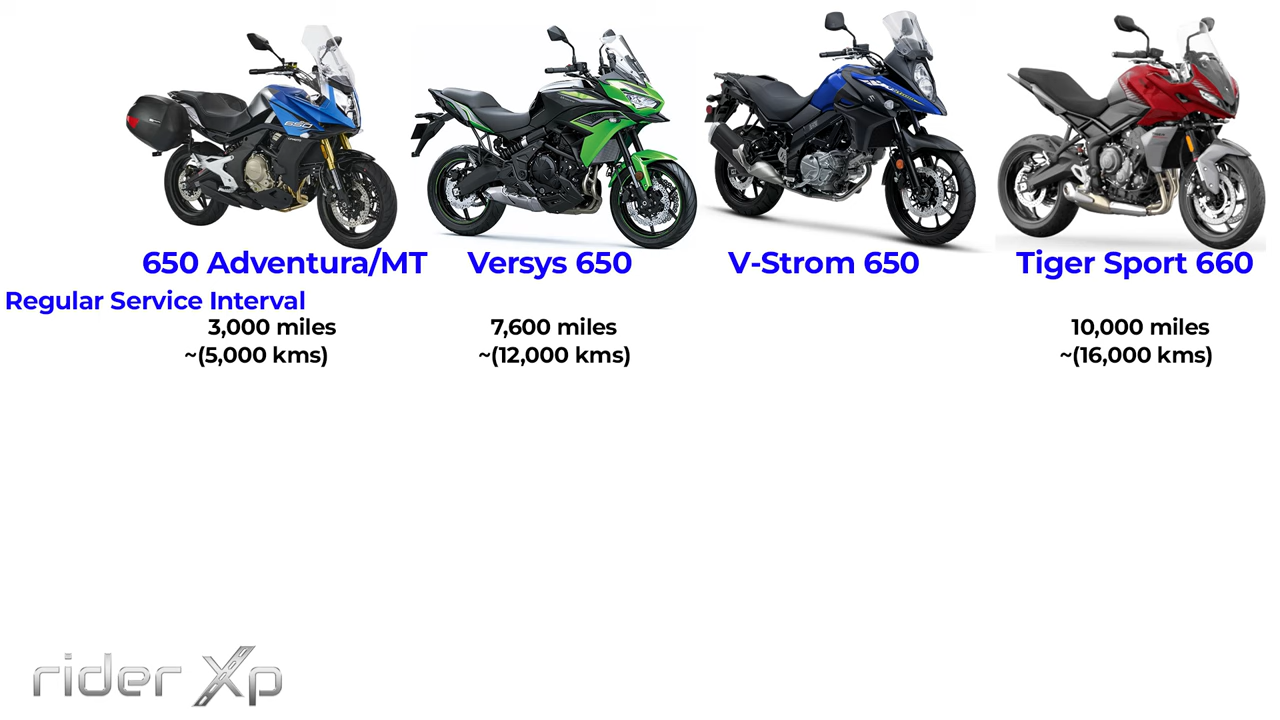 650 Adventura/MT
Versys 650
V-Strom 650
Tiger Sport 660
Regular Service Interval
3,000 miles
~(5,000 kms)
7,600 miles
~(12,000 kms)
10,000 miles
~(16,000 kms)
rider Xp